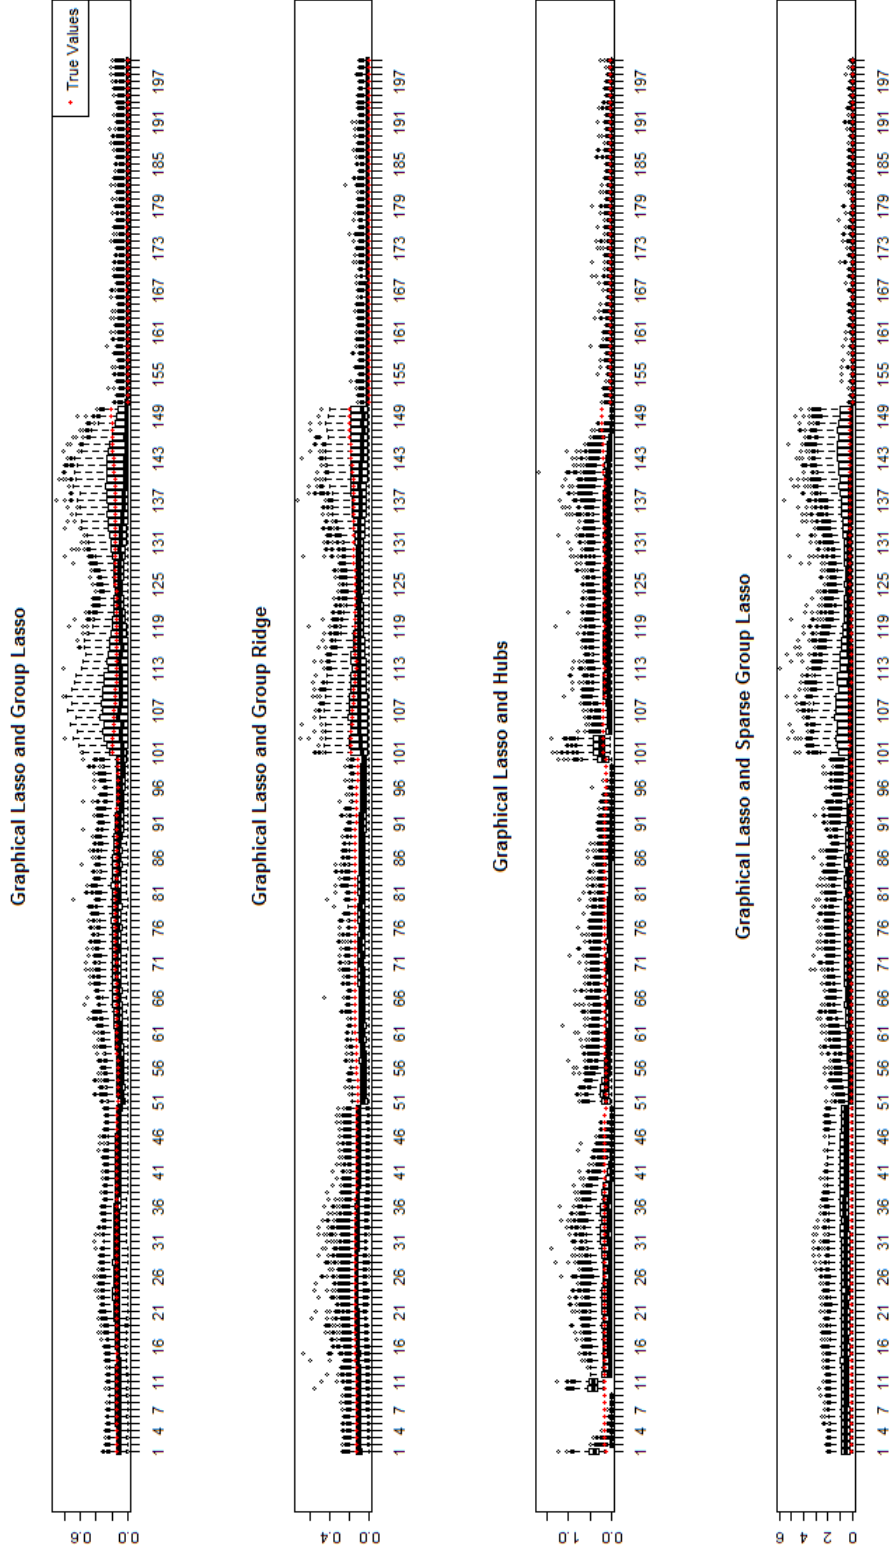 Graphical Lasso and Group Lasso
True Values
0.0 0.6
1 4 7 11 16 21 26 31 36 41 46 51 56 61 66 71 76 81 86 91 96 101 107 113 119 125 131 137 143 149 155 161 167 173 179 185 191 197
Graphical Lasso and Group Ridge
0.0 0.4
1 4 7 11 16 21 26 31 36 41 46 51 56 61 66 71 76 81 86 91 96 101 107 113 119 125 131 137 143 149 155 161 167 173 179 185 191 197
Graphical Lasso and Hubs
0.0 1.0
1 4 7 11 16 21 26 31 36 41 46 51 56 61 66 71 76 81 86 91 96 101 107 113 119 125 131 137 143 149 155 161 167 173 179 185 191 197
Graphical Lasso and Sparse Group Lasso
0 2 4 6
1 4 7 11 16 21 26 31 36 41 46 51 56 61 66 71 76 81 86 91 96 101 107 113 119 125 131 137 143 149 155 161 167 173 179 185 191 197